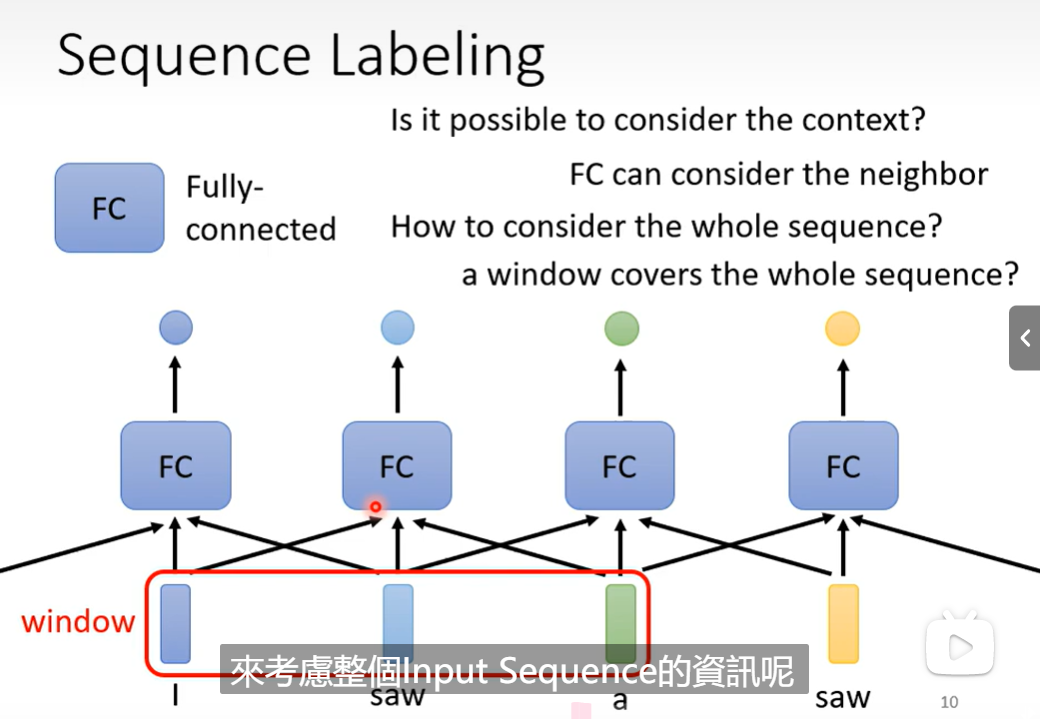 Sequence Labeling
Is it possible to consider the context?
FC can consider the neighbor
FC
Fully-
connected
How to consider the whole sequence?
a window covers the whole sequence?
FC FC FC FC
window
來考慮整個Input Sequence的資訊呢
I saw a saw
10